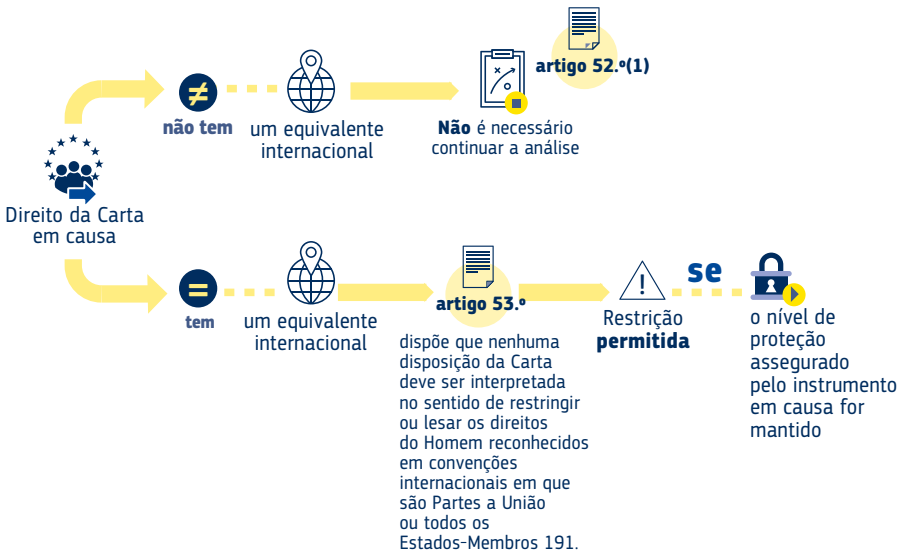 Direito da Carta
em causa
≠
não tem
um equivalente
internacional
artigo 52.º(1)
Não é necessário
continuar a análise
=
tem
um equivalente
internacional
artigo 53.º
dispõe que nenhuma
disposição da Carta
deve ser interpretada
no sentido de restringir
ou lesar os direitos
do Homem reconhecidos
em convenções
internacionais em que
são Partes a União
ou todos os
Estados-Membros 191.
!
Restrição
permitida
se
o nível de
proteção
assegurado
pelo instrumento
em causa for
mantido